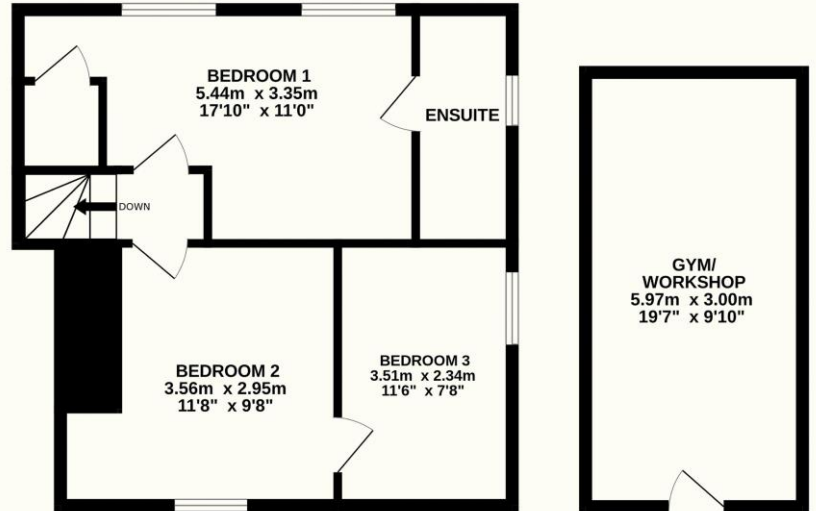 BEDROOM 1
5.44m x 3.35m
17'10" x 11'0"
ENSUITE
DOWN
GYM/
WORKSHOP
5.97m x 3.00m
19'7" x 9'10"
BEDROOM 2
3.56m x 2.95m
11'8" x 9'8"
BEDROOM 3
3.51m x 2.34m
11'6" x 7'8"